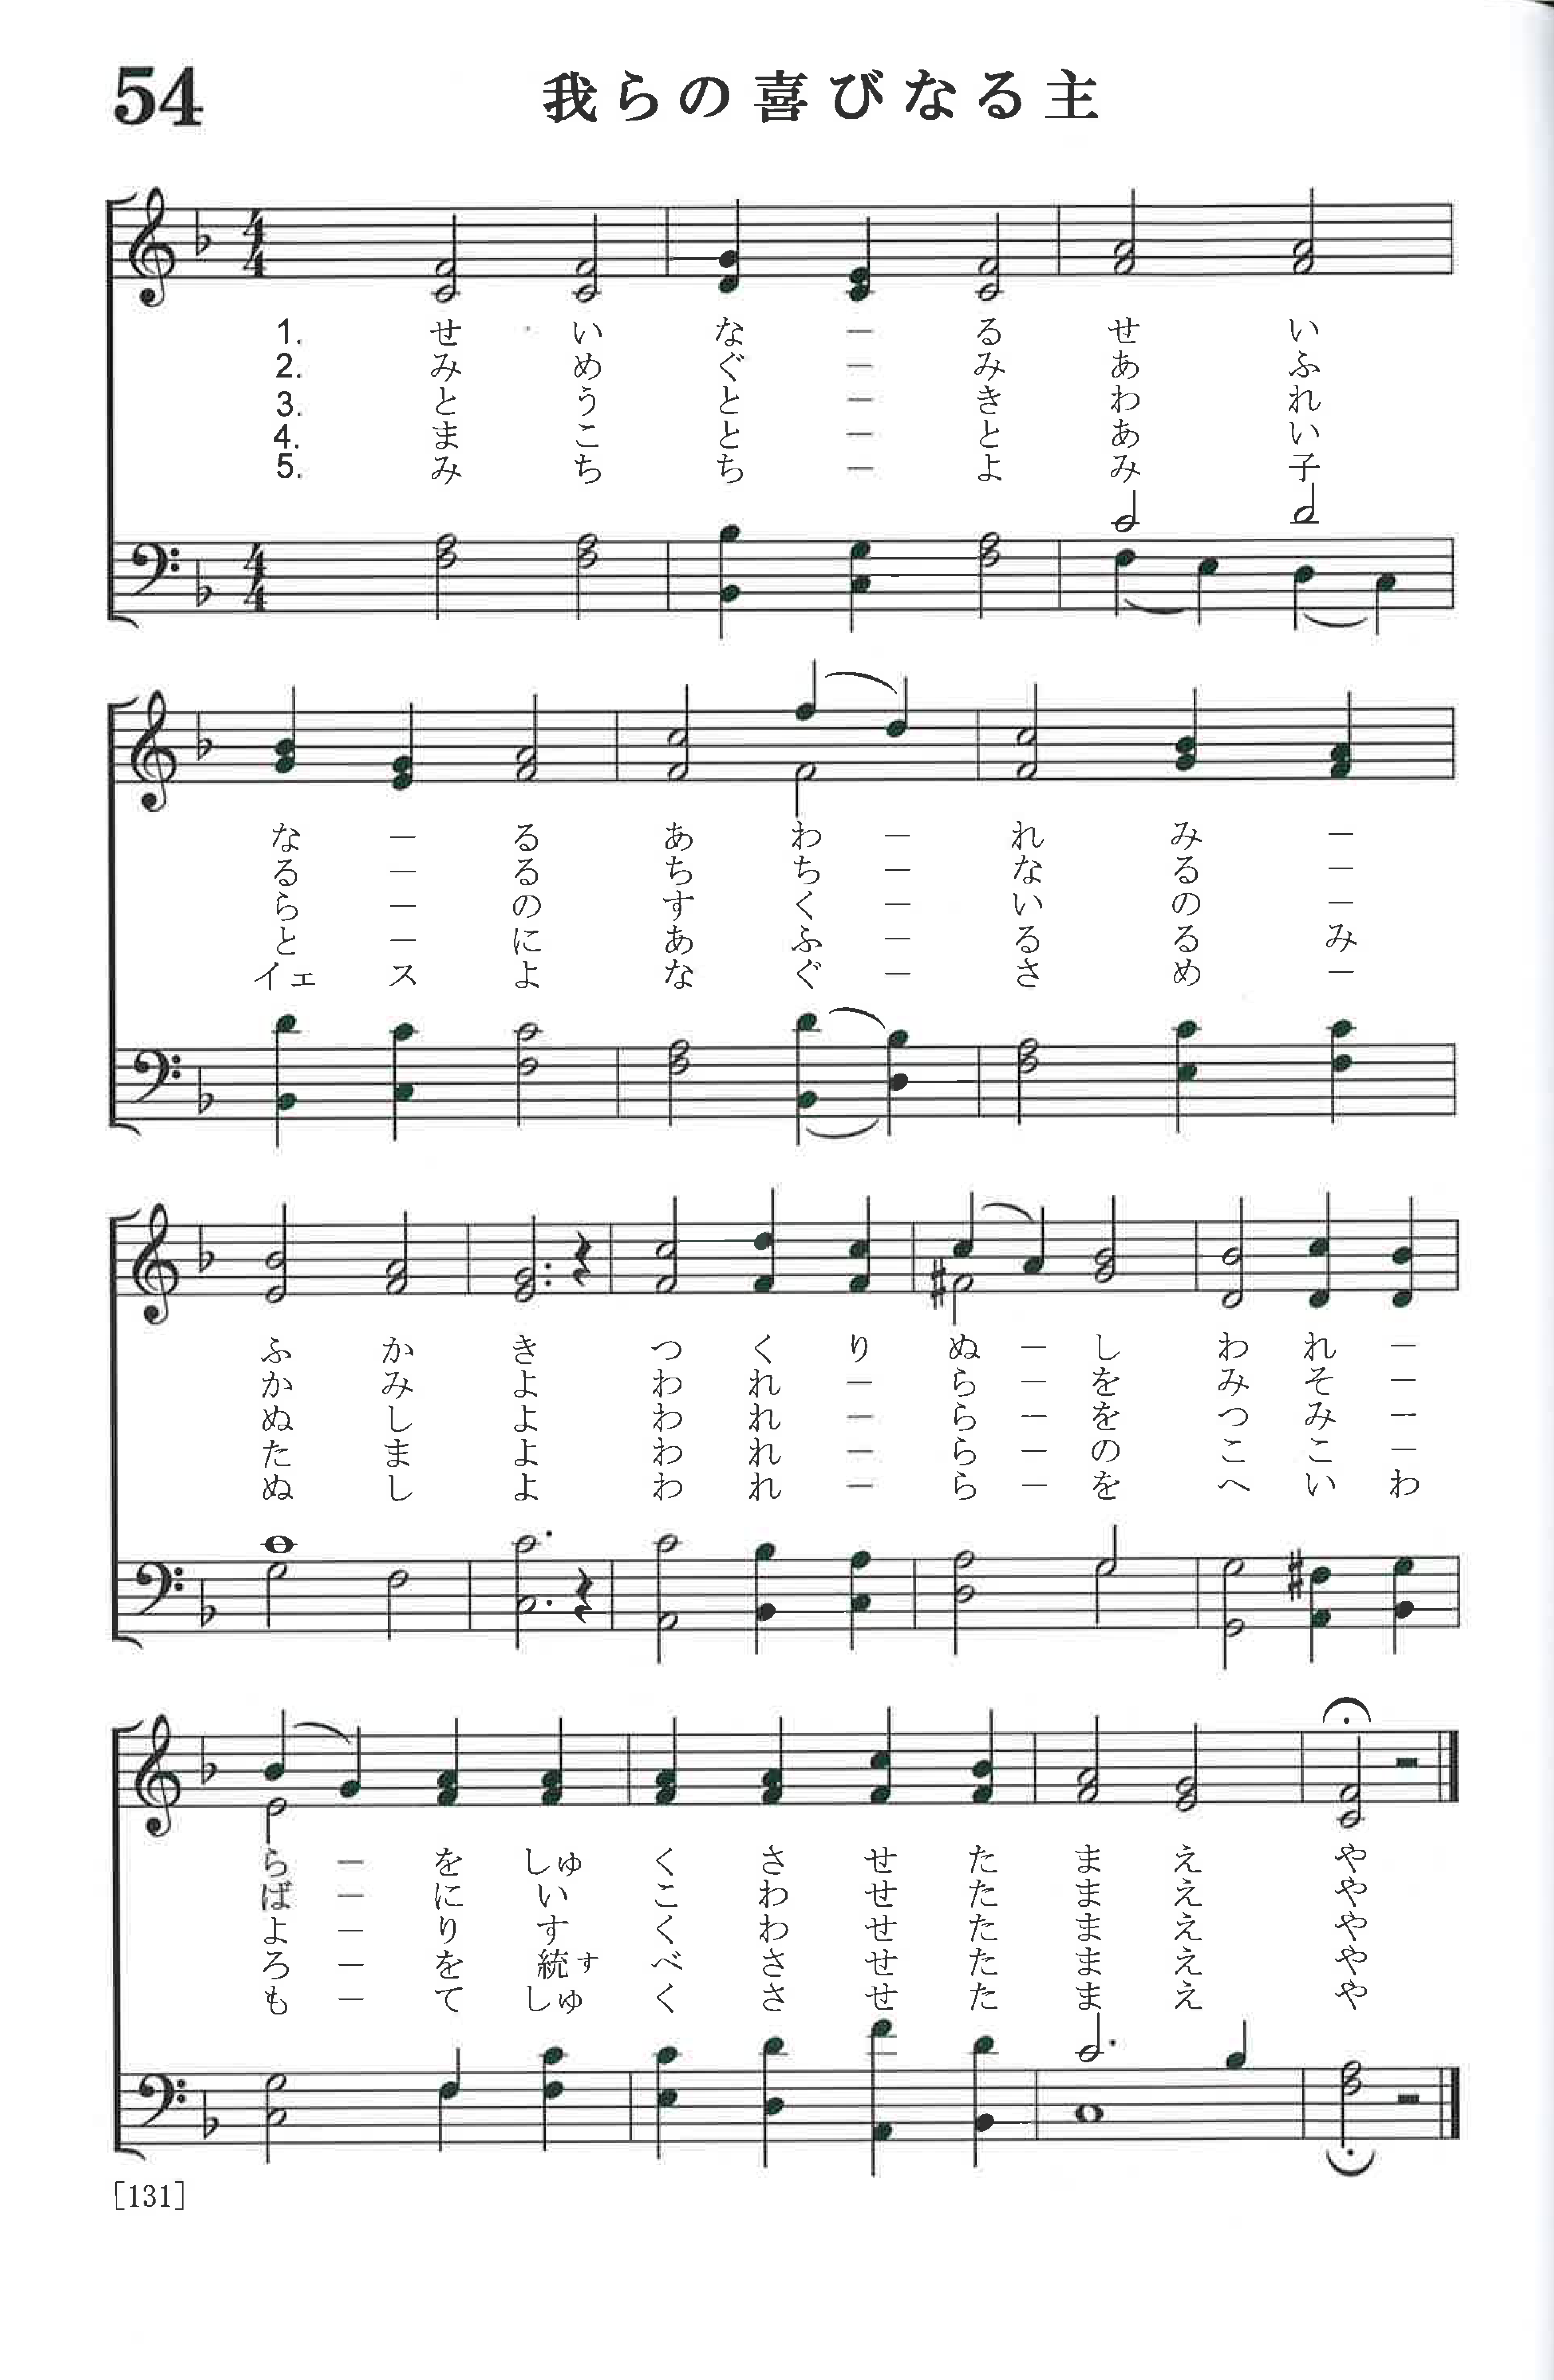 54
我らの喜びなる主
1. せ い な ー る せ い
2. み め ぐ ー み あ ふ
3. と う と ー き わ れ
4. ま こ と ー と あ い
5. み ち ち ー よ み 子
な ー る あ わ ー れ み ー
る ー る ち ち ー な る ー
ら ー の す く ー い の ー
と ー に あ ふ ー る る み
イェ ス よ な ぐ ー さ め ー
ふ か き つ く り ぬ ー し わ れ ー
か み よ わ れ ー ら ー を み そ ー
ぬ し よ わ れ ー ら ー を つ み ー
た ま よ わ れ ー ら ー の こ こ ー
ぬ し よ わ れ ー ら ー を へ い わ
ら ー を しゅ く さ せ た ま え や
ば ー に い こ わ せ た ま え や
よ ー り す く わ せ た ま え や
ろ ー を 統す べ さ せ た ま え や
も ー て しゅ く さ せ た ま え や
[131]